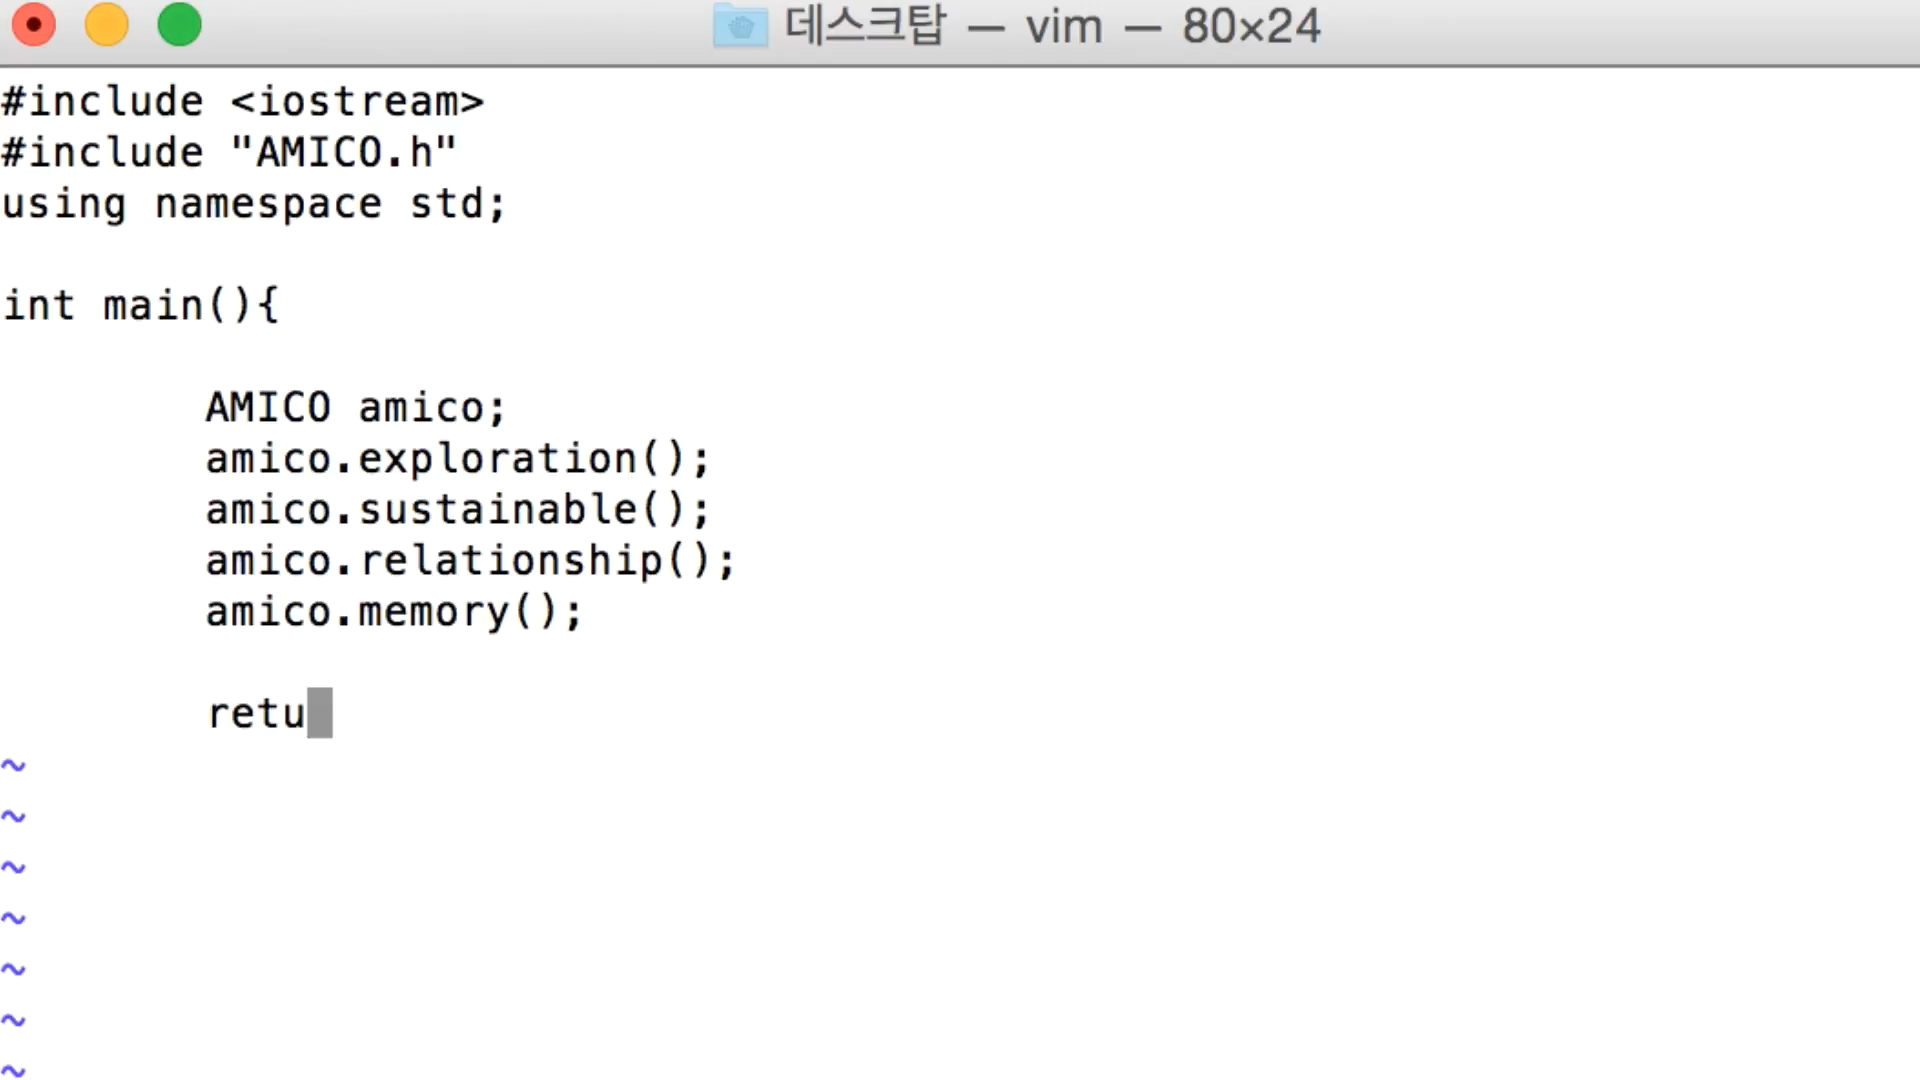 데스크탑 — vim — 80×24
#include <iostream>
#include "AMICO.h"
using namespace std;
int main(){
AMICO amico;
amico.exploration();
amico.sustainable();
amico.relationship();
amico.memory();
retu
~
~
~
~
~
~
~